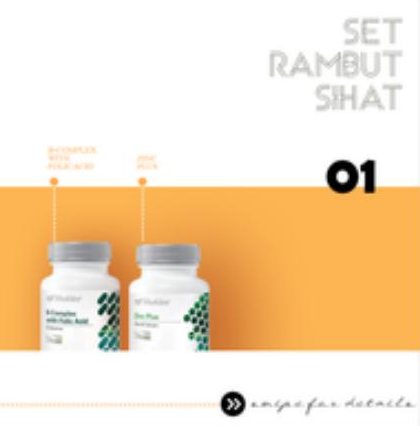 SET
RAMBUT
SIHAT
B-COMPLEX
WITH
FOLIC ACID
ZINC
PLUS
01
B-Complex
with Folic Acid
Zinc Plus
swipe for details